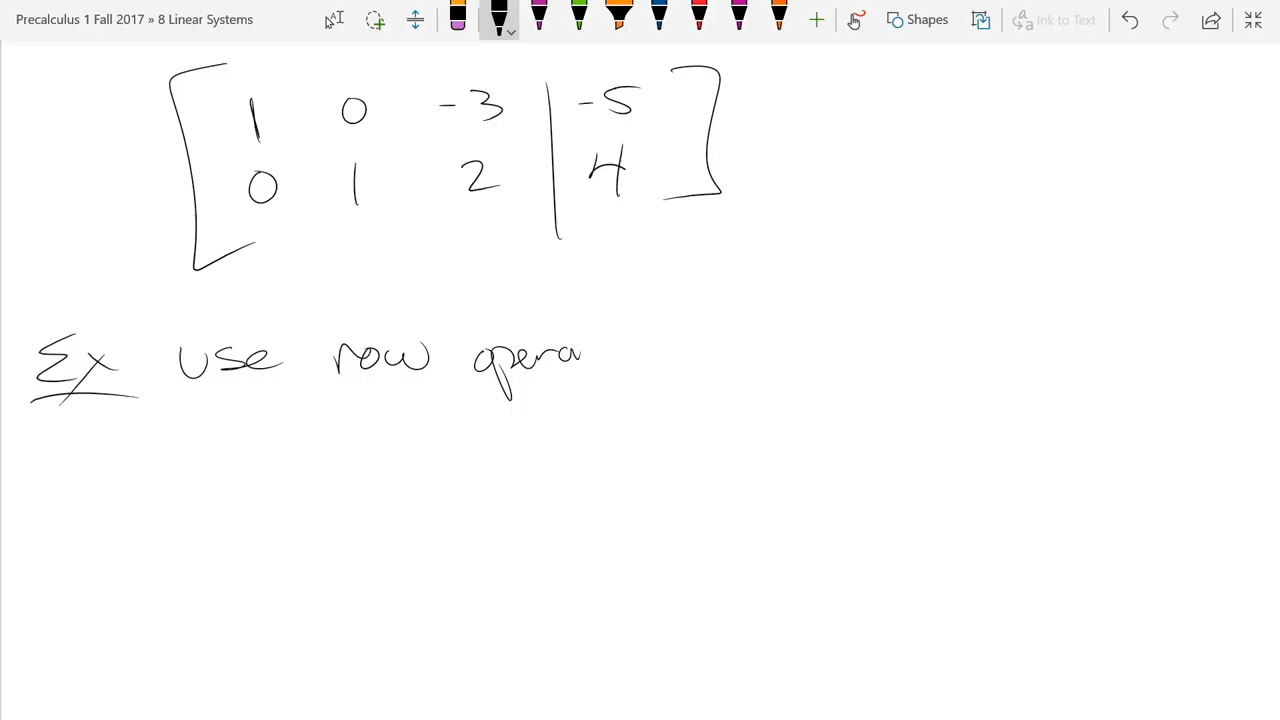 Precalculus 1 Fall 2017 » 8 Linear Systems Shapes Ink to Text
1 0 -3 | -5
0 1 2 | 4
Ex use row opera